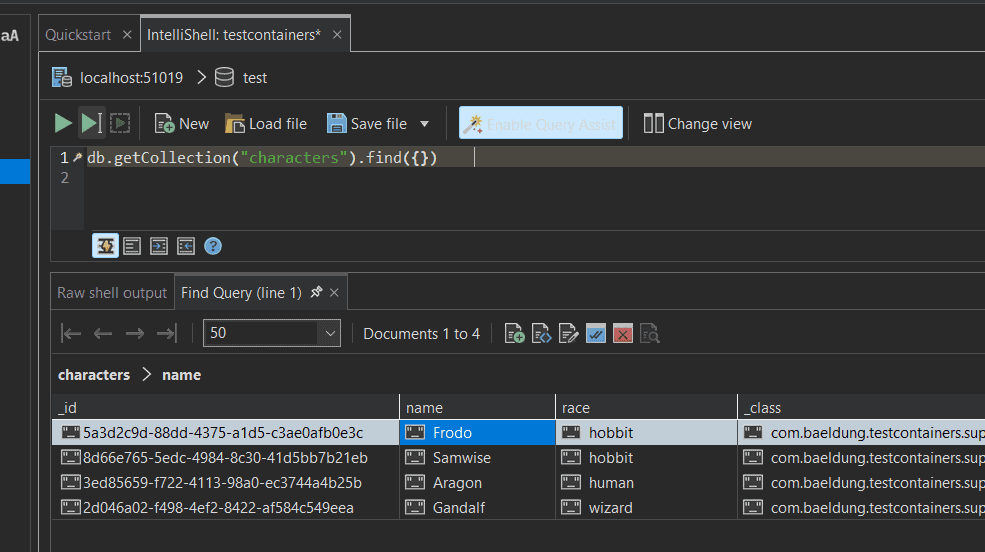 aA
Quickstart × IntelliShell: testcontainers* ×
localhost:51019 > test
New Load file Save file Enable Query Assist Change view
1 db.getCollection("characters").find({})
2
Raw shell output Find Query (line 1) ×
50 Documents 1 to 4
characters > name
_id name race _class
5a3d2c9d-88dd-4375-a1d5-c3ae0afb0e3c Frodo hobbit com.baeldung.testcontainers.sup
8d66e765-5edc-4984-8c30-41d5bb7b21eb Samwise hobbit com.baeldung.testcontainers.sup
3ed85659-f722-4113-98a0-ec3744a4b25b Aragon human com.baeldung.testcontainers.sup
2d046a02-f498-4ef2-8422-af584c549eea Gandalf wizard com.baeldung.testcontainers.sup